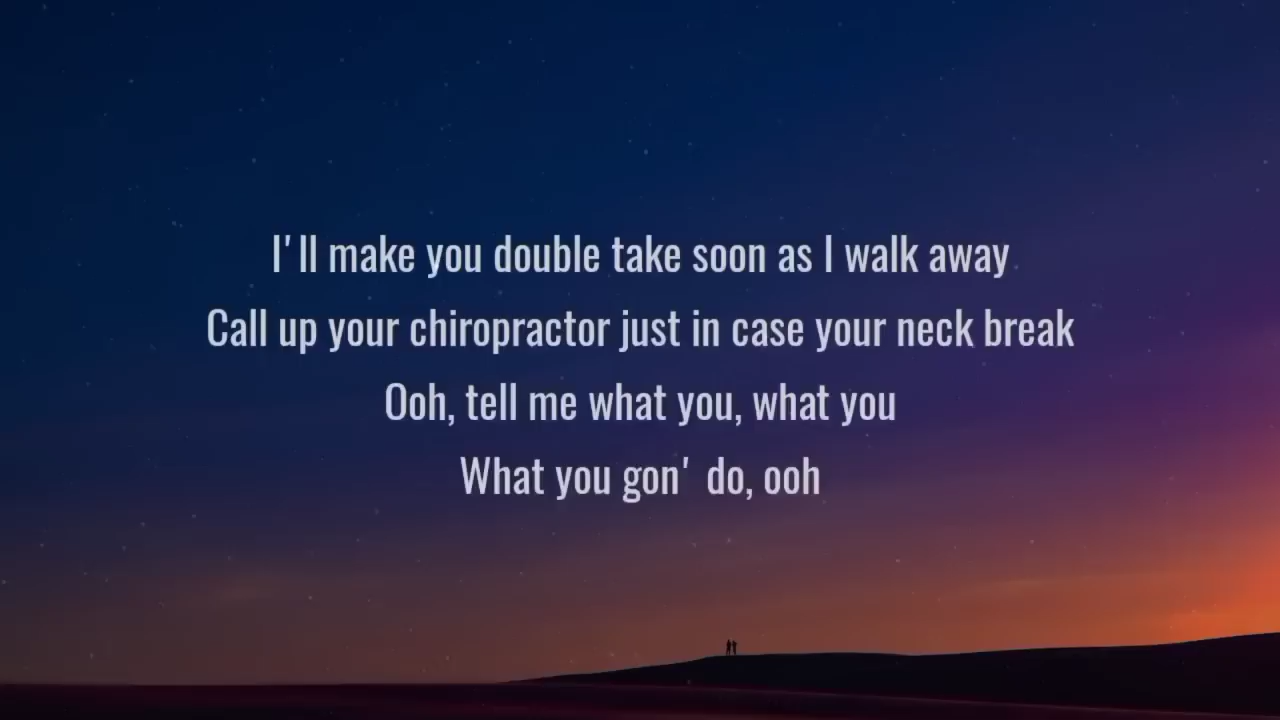 I'll make you double take soon as I walk away
Call up your chiropractor just in case your neck break
Ooh, tell me what you, what you
What you gon' do, ooh